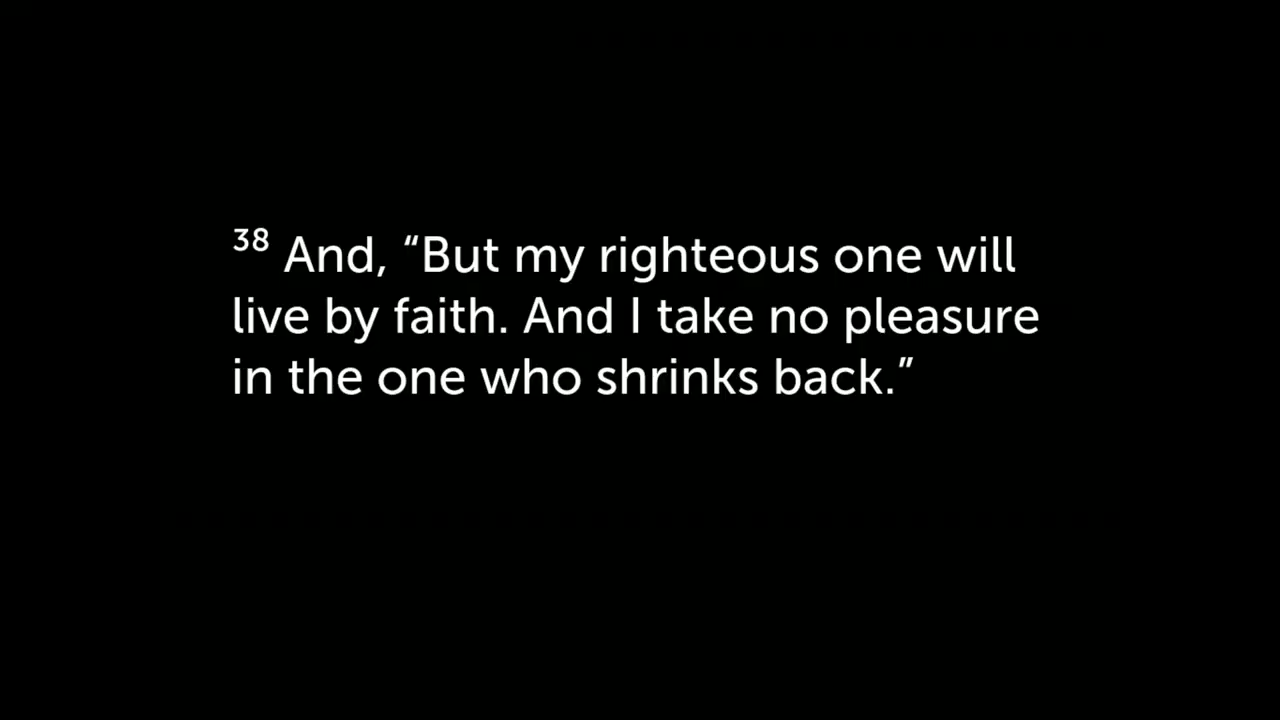 38 And, “But my righteous one will
live by faith. And I take no pleasure
in the one who shrinks back.”